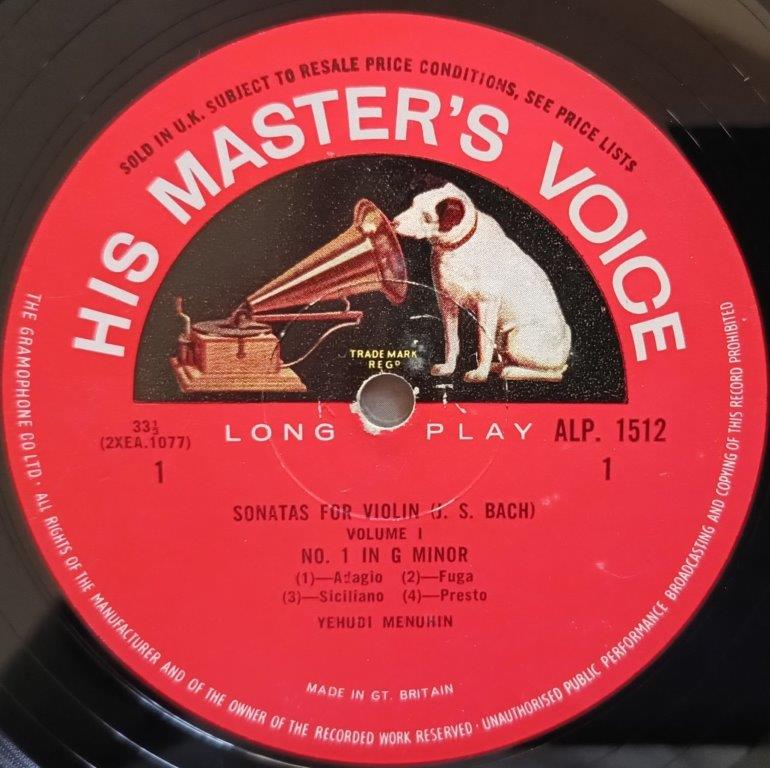 SOLD IN U.K. SUBJECT TO RESALE PRICE CONDITIONS, SEE PRICE LISTS
HIS MASTER'S VOICE
TRADE MARK
REGD
33⅓
(2XEA.1077)
1
LONG PLAY
ALP. 1512
1
SONATAS FOR VIOLIN (J. S. BACH)
VOLUME I
NO. 1 IN G MINOR
(1)—Adagio (2)—Fuga
(3)—Siciliano (4)—Presto
YEHUDI MENUHIN
MADE IN GT. BRITAIN
THE GRAMOPHONE CO LTD · ALL RIGHTS OF THE MANUFACTURER AND OF THE OWNER OF THE RECORDED WORK RESERVED · UNAUTHORISED PUBLIC PERFORMANCE BROADCASTING AND COPYING OF THIS RECORD PROHIBITED